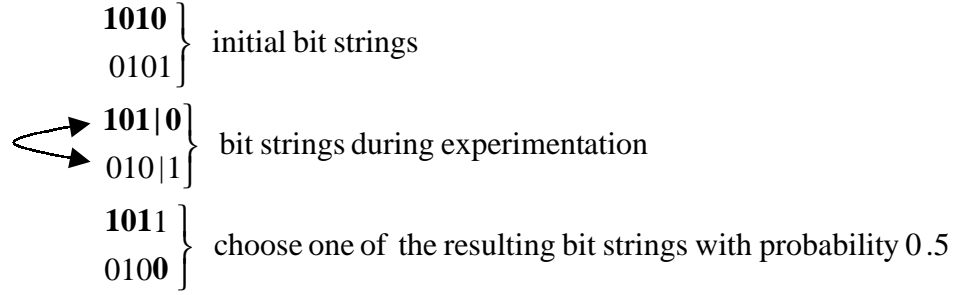 1010
0101 initial bit strings
101|0
010|1 bit strings during experimentation
1011
0100 choose one of the resulting bit strings with probability 0.5